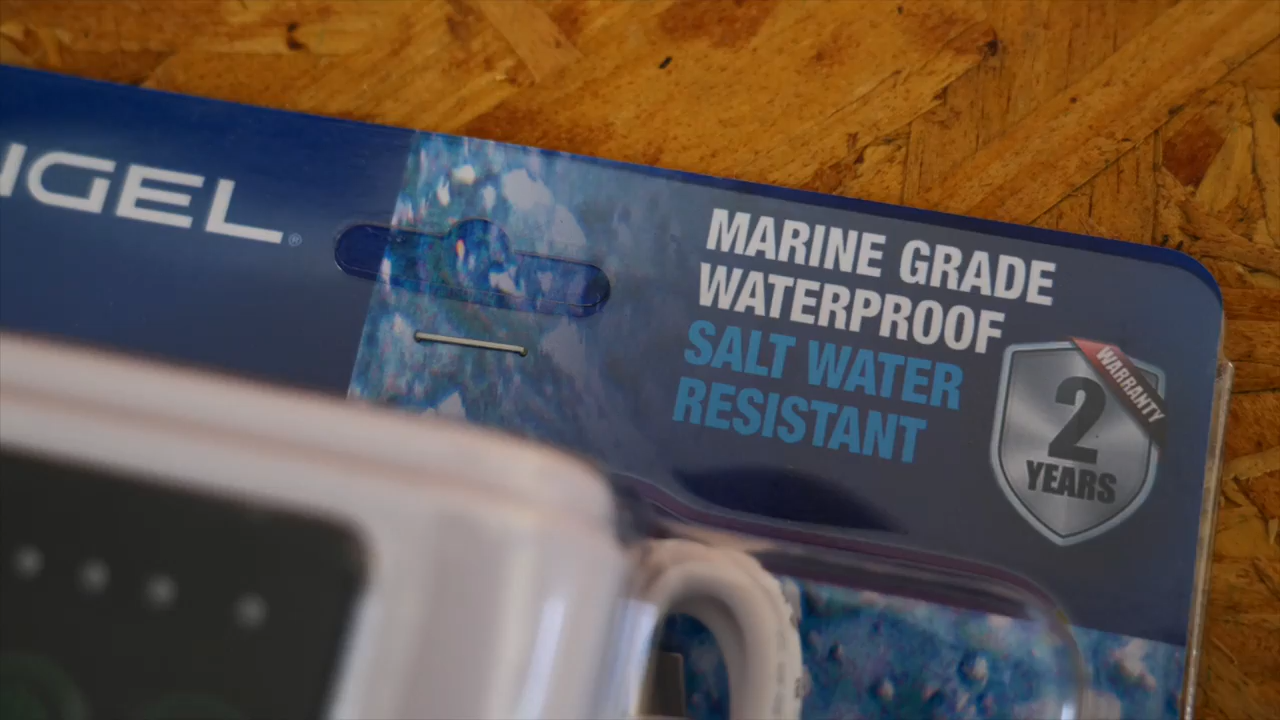 NGEL®
MARINE GRADE
WATERPROOF
SALT WATER
RESISTANT
WARRANTY
2
YEARS